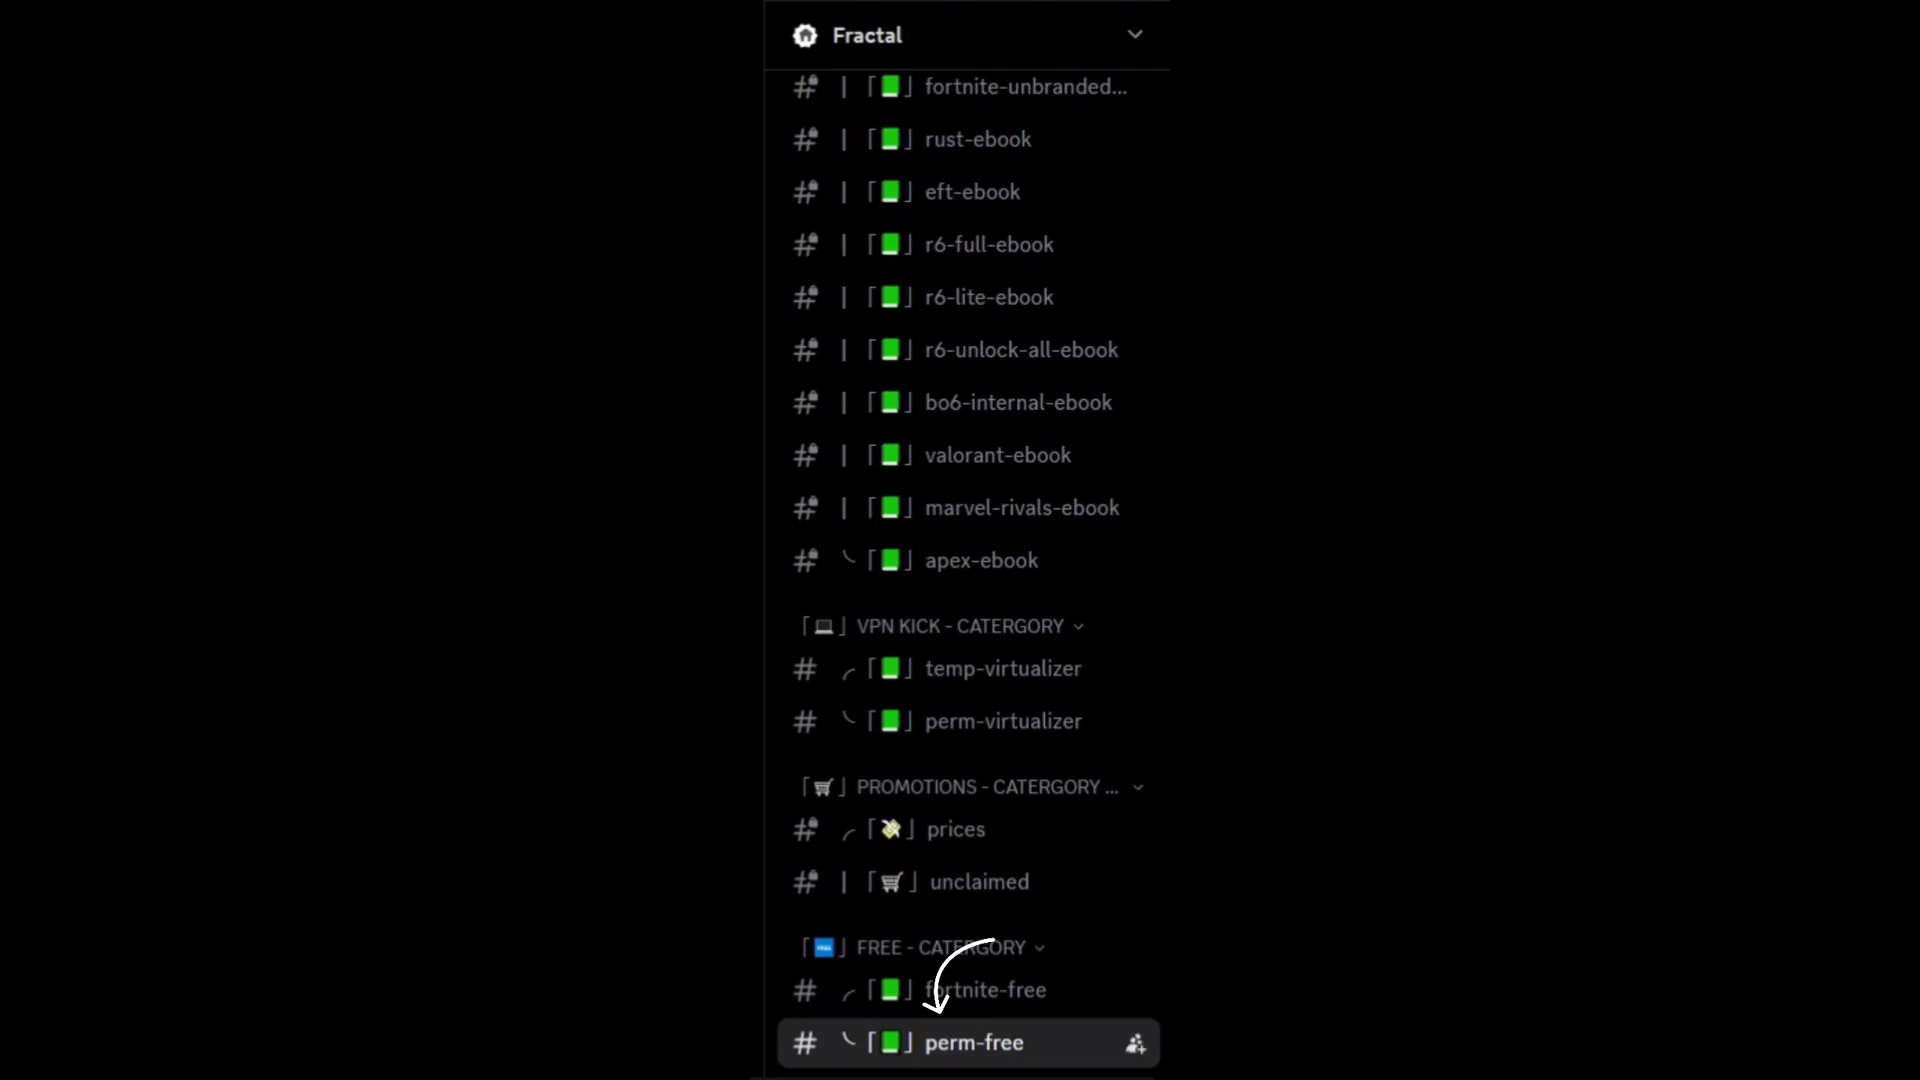 Fractal
# | 「📗」 fortnite-unbranded...
# | 「📗」 rust-ebook
# | 「📗」 eft-ebook
# | 「📗」 r6-full-ebook
# | 「📗」 r6-lite-ebook
# | 「📗」 r6-unlock-all-ebook
# | 「📗」 bo6-internal-ebook
# | 「📗」 valorant-ebook
# | 「📗」 marvel-rivals-ebook
# ╰「📗」 apex-ebook
「💻」 VPN KICK - CATERGORY
# ╭「📗」 temp-virtualizer
# ╰「📗」 perm-virtualizer
「🛒」 PROMOTIONS - CATERGORY ...
# ╭「💸」 prices
# | 「🛒」 unclaimed
「🆓」 FREE - CATERGORY
# ╭「📗」 fortnite-free
# ╰「📗」 perm-free